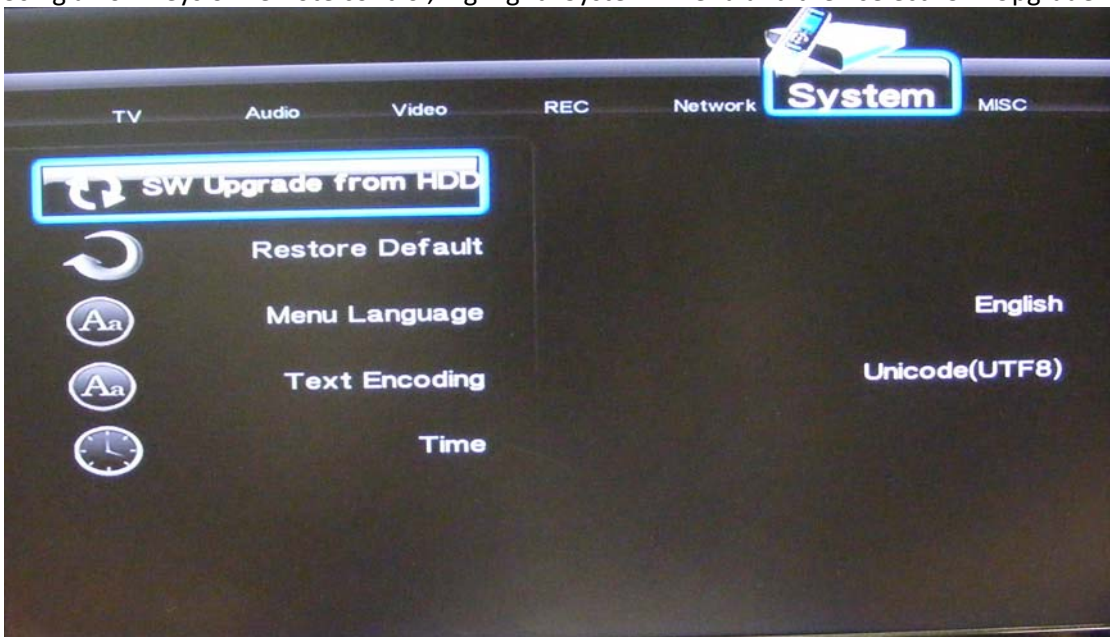 TV Audio Video REC Network System MISC
SW Upgrade from HDD
Restore Default
Menu Language English
Text Encoding Unicode(UTF8)
Time